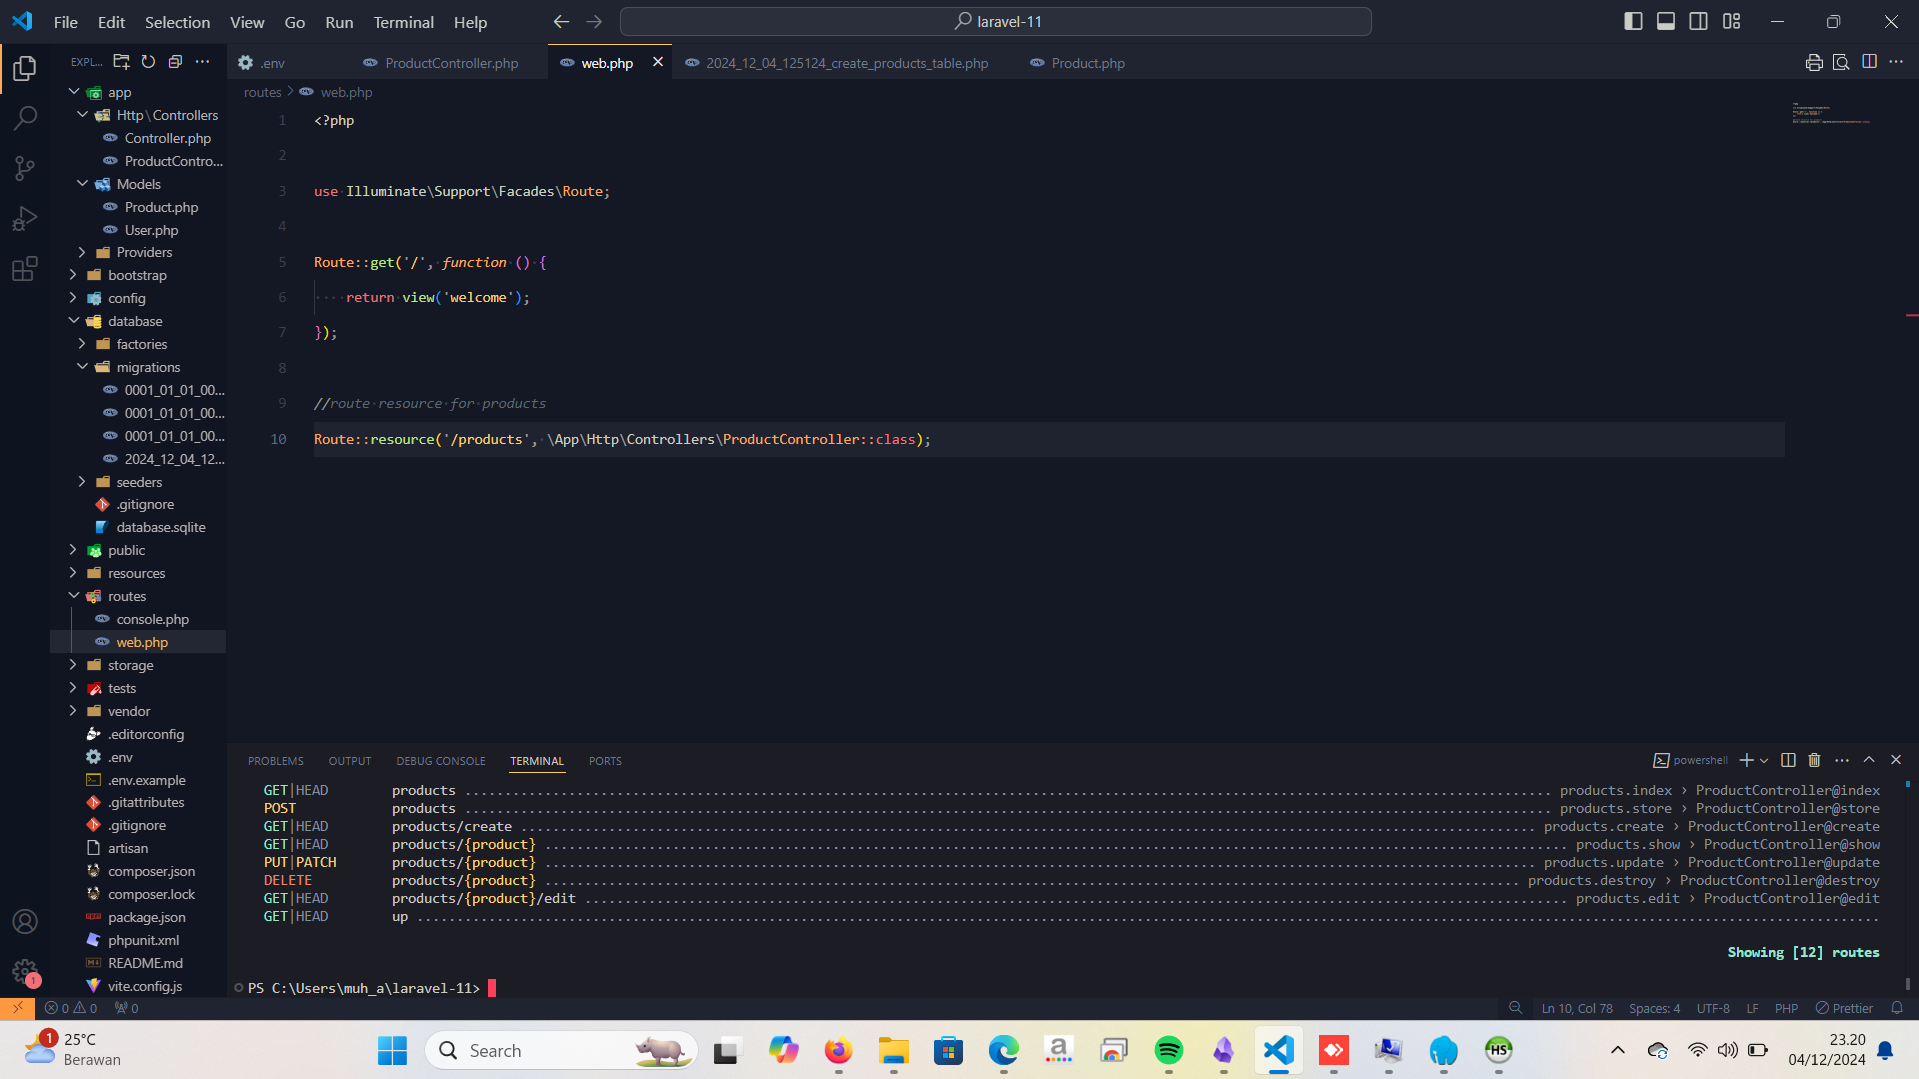 File Edit Selection View Go Run Terminal Help
laravel-11
EXPL...
.env ProductController.php web.php 2024_12_04_125124_create_products_table.php Product.php
routes > web.php
app
Http\Controllers
Controller.php
ProductContro...
Models
Product.php
User.php
Providers
bootstrap
config
database
factories
migrations
0001_01_01_00...
0001_01_01_00...
0001_01_01_00...
2024_12_04_12...
seeders
.gitignore
database.sqlite
public
resources
routes
console.php
web.php
storage
tests
vendor
.editorconfig
.env
.env.example
.gitattributes
.gitignore
artisan
composer.json
composer.lock
package.json
phpunit.xml
README.md
vite.config.js
1 <?php
2
3 use Illuminate\Support\Facades\Route;
4
5 Route::get('/', function () {
6 return view('welcome');
7 });
8
9 //route resource for products
10 Route::resource('/products', \App\Http\Controllers\ProductController::class);
PROBLEMS OUTPUT DEBUG CONSOLE TERMINAL PORTS
powershell
GET|HEAD products ........ products.index › ProductController@index
POST products ........ products.store › ProductController@store
GET|HEAD products/create ........ products.create › ProductController@create
GET|HEAD products/{product} ........ products.show › ProductController@show
PUT|PATCH products/{product} ........ products.update › ProductController@update
DELETE products/{product} ........ products.destroy › ProductController@destroy
GET|HEAD products/{product}/edit ........ products.edit › ProductController@edit
GET|HEAD up ........
Showing [12] routes
PS C:\Users\muh_a\laravel-11>
1
0 0 0
Ln 10, Col 78 Spaces: 4 UTF-8 LF PHP Prettier
1
25°C
Berawan
Search
a
HS
23.20
04/12/2024